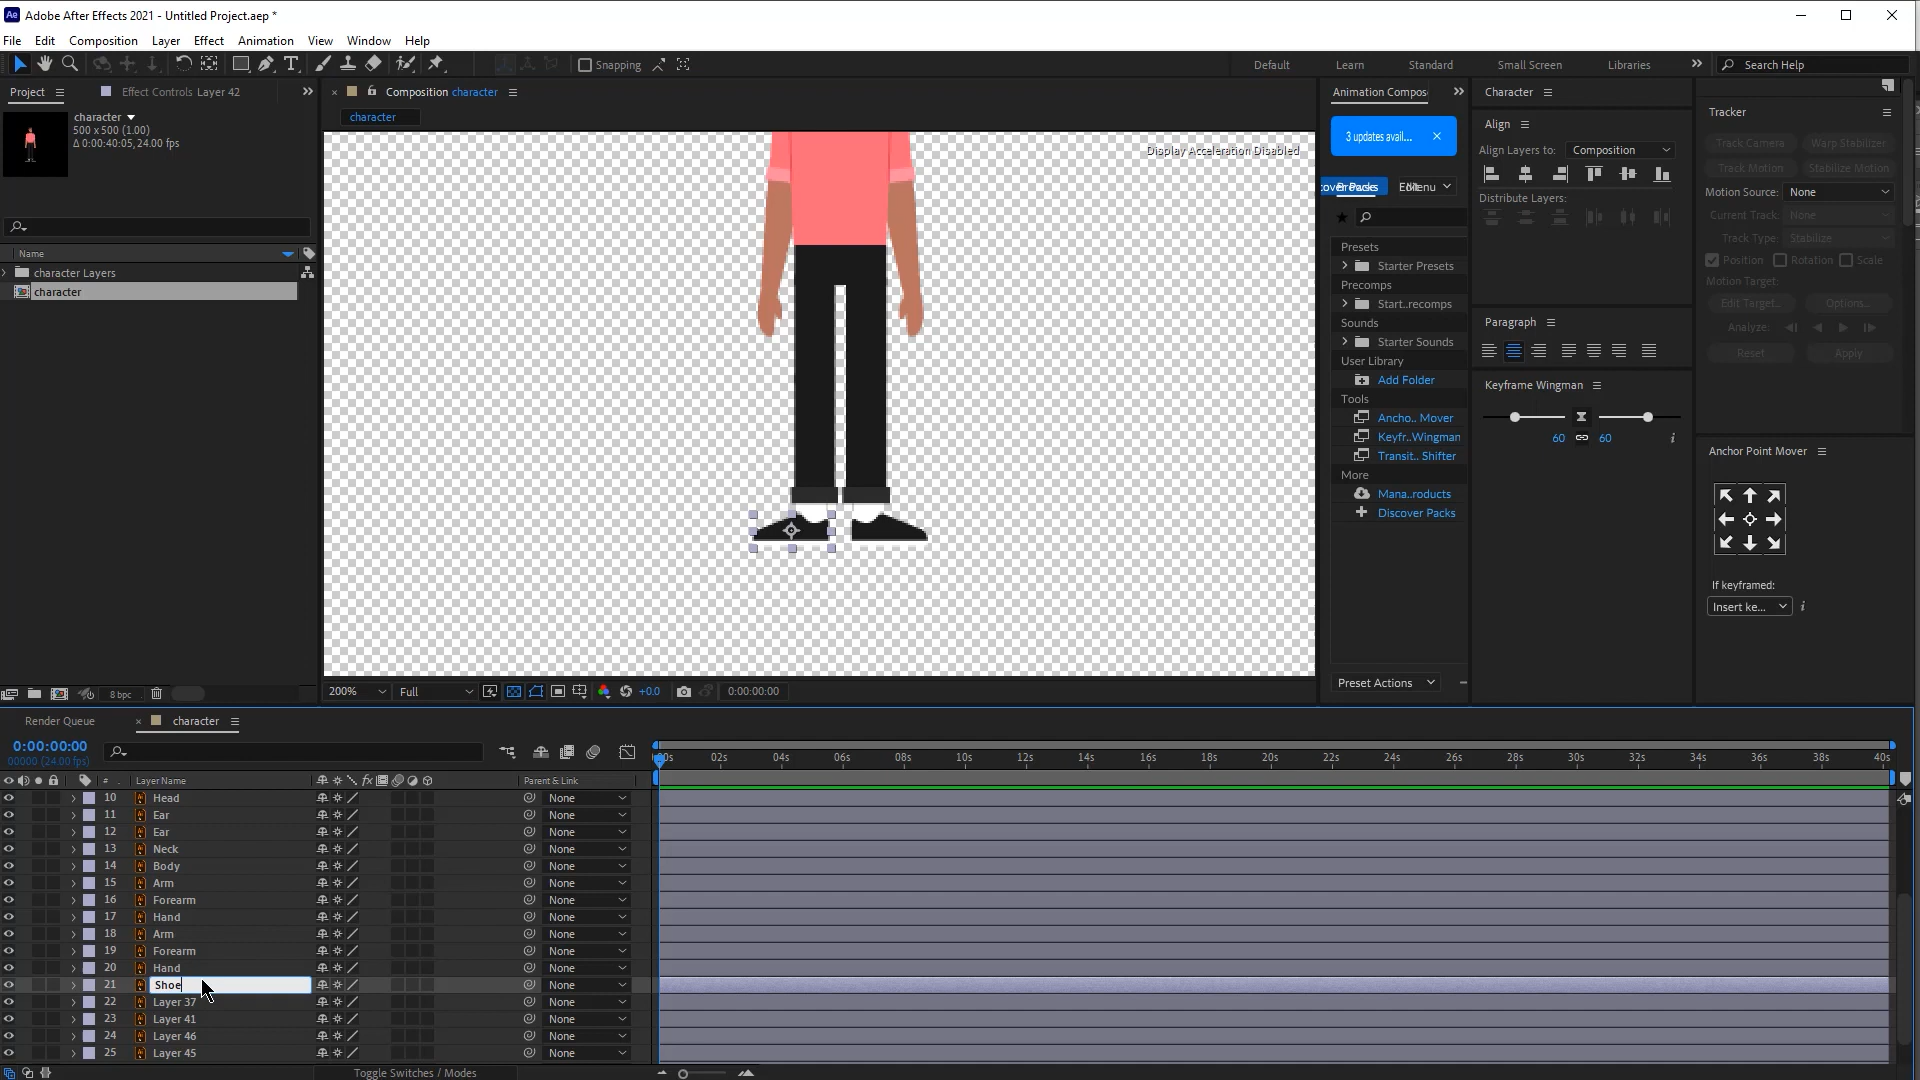 Adobe After Effects 2021 - Untitled Project.aep *
File Edit Composition Layer Effect Animation View Window Help
Snapping
Default Learn Standard Small Screen Libraries Search Help
Project
Effect Controls Layer 42
character
500 x 500 (1.00)
Δ 0:00:40:05, 24.00 fps
Name
character Layers
character
8 bpc
Composition character
character
Display Acceleration Disabled
200% Full +0.0 0:00:00:00
Animation Compos
3 updates avail...
Menu
Presets
Starter Presets
Precomps
Start..recomps
Sounds
Starter Sounds
User Library
Add Folder
Tools
Ancho.. Mover
Keyfr..Wingman
Transit.. Shifter
More
Mana..roducts
Discover Packs
Preset Actions
Character
Align
Align Layers to: Composition
Distribute Layers:
Paragraph
Keyframe Wingman
60 60
Tracker
Track Camera Warp Stabilizer
Track Motion Stabilize Motion
Motion Source: None
Current Track: None
Track Type: Stabilize
Position Rotation Scale
Motion Target:
Edit Target... Options...
Analyze:
Reset Apply
Anchor Point Mover
If keyframed:
Insert ke...
Render Queue
character
0:00:00:00
00000 (24.00 fps)
# Layer Name fx Parent & Link
00s 02s 04s 06s 08s 10s 12s 14s 16s 18s 20s 22s 24s 26s 28s 30s 32s 34s 36s 38s 40s
10 Head None
11 Ear None
12 Ear None
13 Neck None
14 Body None
15 Arm None
16 Forearm None
17 Hand None
18 Arm None
19 Forearm None
20 Hand None
21 Shoe None
22 Layer 37 None
23 Layer 41 None
24 Layer 46 None
25 Layer 45 None
Toggle Switches / Modes